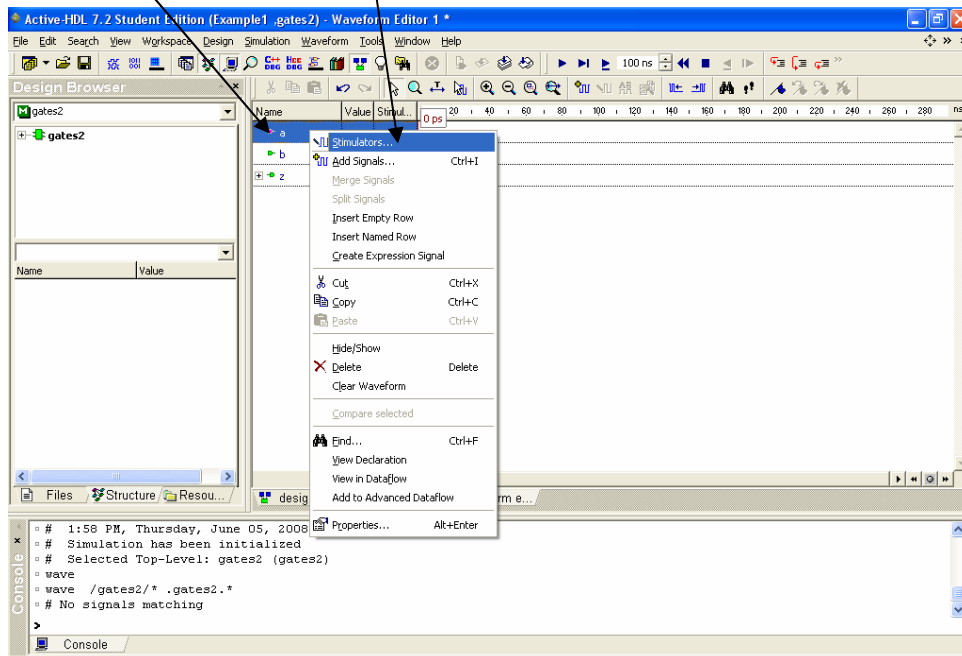 Active-HDL 7.2 Student Edition (Example1 ,gates2) - Waveform Editor 1 *
File Edit Search View Workspace Design Simulation Waveform Tools Window Help
100 ns
Design Browser
gates2
gates2
Name Value
Files Structure Resou...
Name Value Stimul... 20 40 60 80 100 120 140 160 180 200 220 240 260 280 ns
0 ps
a
b
z
Stimulators...
Add Signals... Ctrl+I
Merge Signals
Split Signals
Insert Empty Row
Insert Named Row
Create Expression Signal
Cut Ctrl+X
Copy Ctrl+C
Paste Ctrl+V
Hide/Show
Delete Delete
Clear Waveform
Compare selected
Find... Ctrl+F
View Declaration
View in Dataflow
Add to Advanced Dataflow
Properties... Alt+Enter
desig rm e...
# 1:58 PM, Thursday, June 05, 2008
# Simulation has been initialized
# Selected Top-Level: gates2 (gates2)
wave
wave /gates2/* .gates2.*
# No signals matching
>
Console
Console